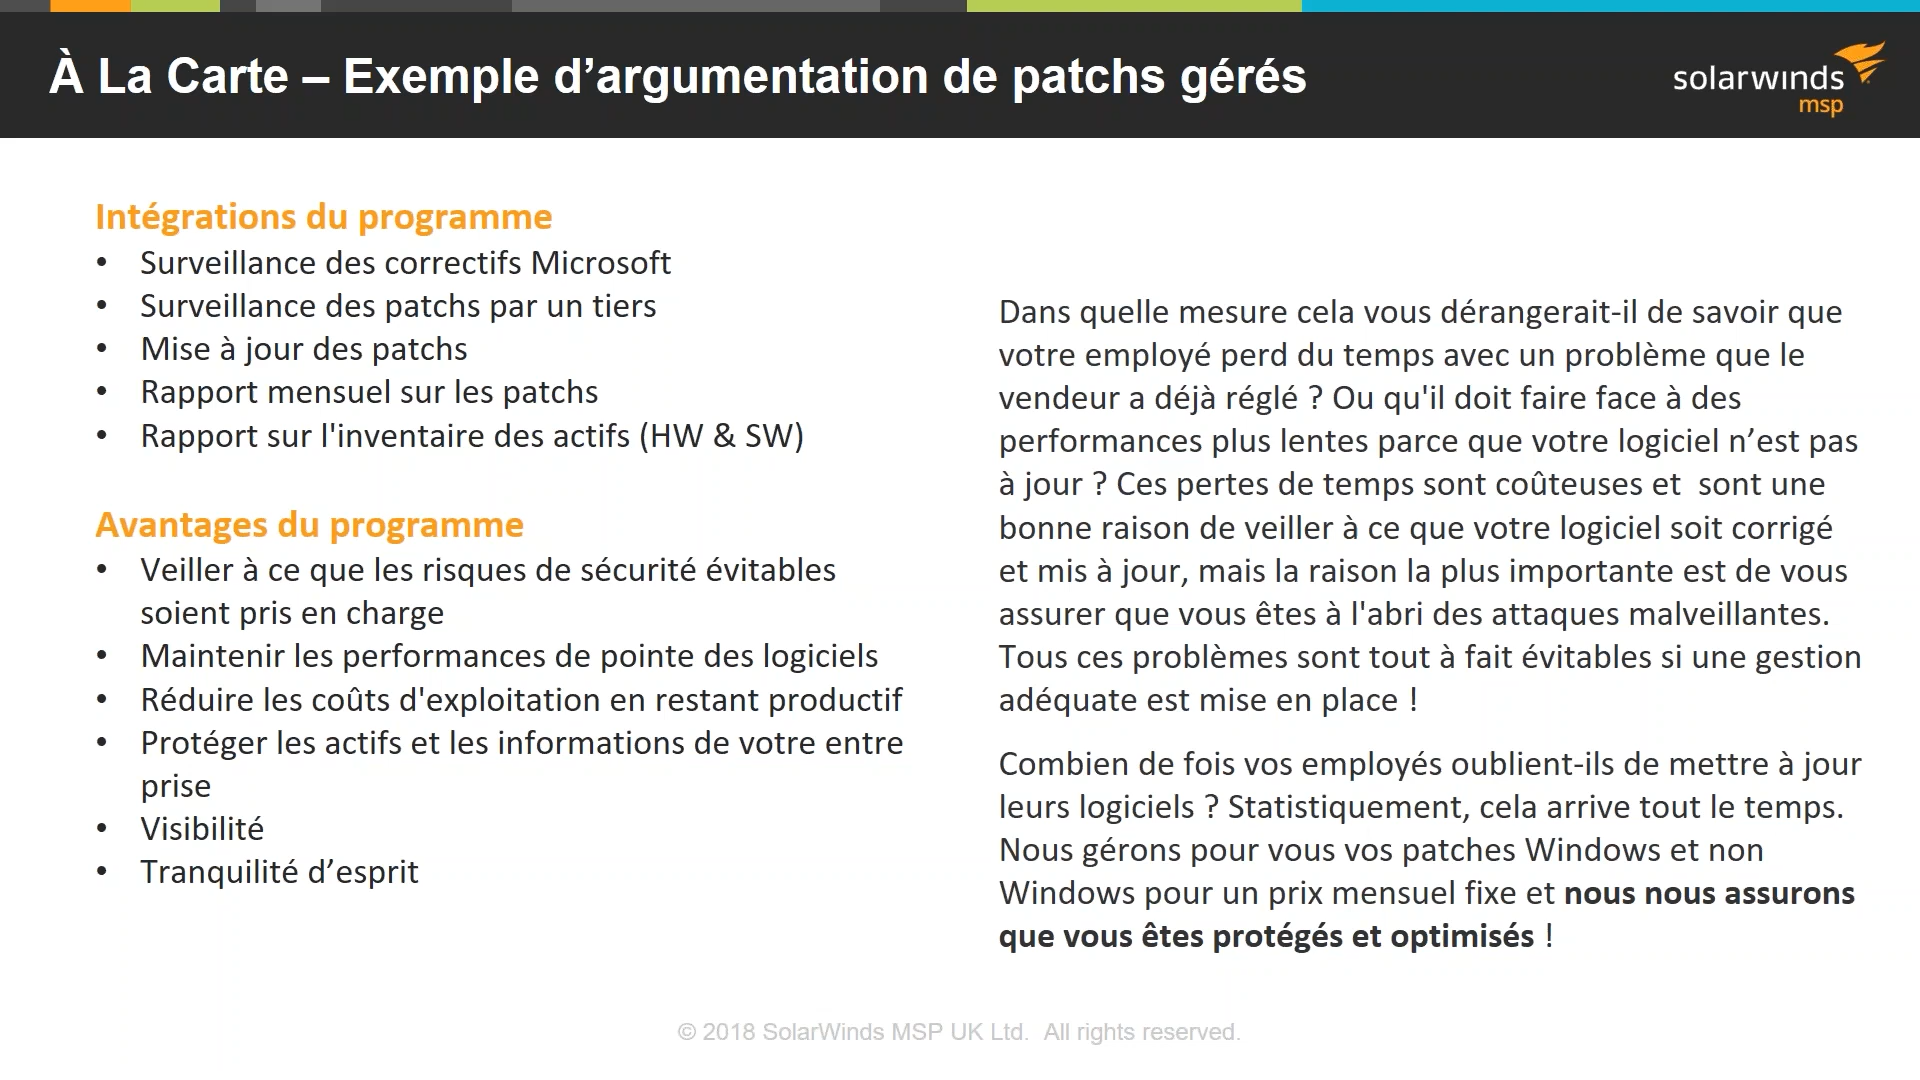 À La Carte – Exemple d’argumentation de patchs gérés
solarwinds
msp
Intégrations du programme
• Surveillance des correctifs Microsoft
• Surveillance des patchs par un tiers
• Mise à jour des patchs
• Rapport mensuel sur les patchs
• Rapport sur l'inventaire des actifs (HW & SW)
Avantages du programme
• Veiller à ce que les risques de sécurité évitables
soient pris en charge
• Maintenir les performances de pointe des logiciels
• Réduire les coûts d'exploitation en restant productif
• Protéger les actifs et les informations de votre entre
prise
• Visibilité
• Tranquilité d’esprit
Dans quelle mesure cela vous dérangerait-il de savoir que
votre employé perd du temps avec un problème que le
vendeur a déjà réglé ? Ou qu'il doit faire face à des
performances plus lentes parce que votre logiciel n’est pas
à jour ? Ces pertes de temps sont coûteuses et  sont une
bonne raison de veiller à ce que votre logiciel soit corrigé
et mis à jour, mais la raison la plus importante est de vous
assurer que vous êtes à l'abri des attaques malveillantes.
Tous ces problèmes sont tout à fait évitables si une gestion
adéquate est mise en place !
Combien de fois vos employés oublient-ils de mettre à jour
leurs logiciels ? Statistiquement, cela arrive tout le temps.
Nous gérons pour vous vos patches Windows et non
Windows pour un prix mensuel fixe et nous nous assurons
que vous êtes protégés et optimisés !
© 2018 SolarWinds MSP UK Ltd.  All rights reserved.